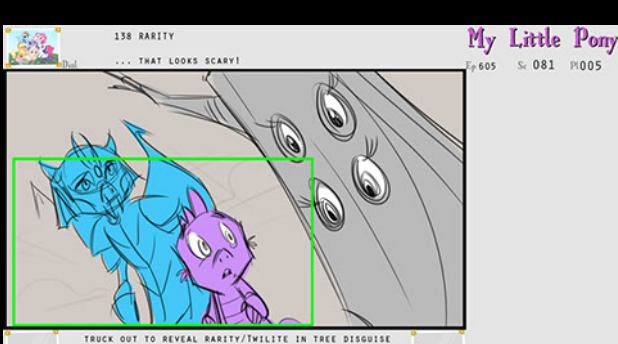 138 RARITY
My Little Pony
Dial
... THAT LOOKS SCARY!
Ep 605 Sc 081 Pl 005
TRUCK OUT TO REVEAL RARITY/TWILITE IN TREE DISGUISE